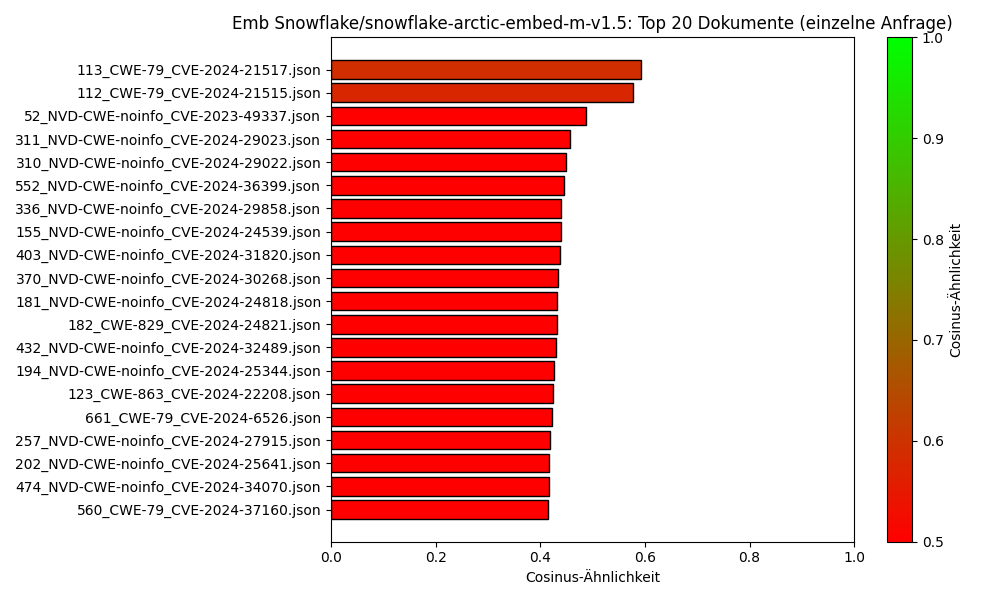 Emb Snowflake/snowflake-arctic-embed-m-v1.5: Top 20 Dokumente (einzelne Anfrage)
113_CWE-79_CVE-2024-21517.json
112_CWE-79_CVE-2024-21515.json
52_NVD-CWE-noinfo_CVE-2023-49337.json
311_NVD-CWE-noinfo_CVE-2024-29023.json
310_NVD-CWE-noinfo_CVE-2024-29022.json
552_NVD-CWE-noinfo_CVE-2024-36399.json
336_NVD-CWE-noinfo_CVE-2024-29858.json
155_NVD-CWE-noinfo_CVE-2024-24539.json
403_NVD-CWE-noinfo_CVE-2024-31820.json
370_NVD-CWE-noinfo_CVE-2024-30268.json
181_NVD-CWE-noinfo_CVE-2024-24818.json
182_CWE-829_CVE-2024-24821.json
432_NVD-CWE-noinfo_CVE-2024-32489.json
194_NVD-CWE-noinfo_CVE-2024-25344.json
123_CWE-863_CVE-2024-22208.json
661_CWE-79_CVE-2024-6526.json
257_NVD-CWE-noinfo_CVE-2024-27915.json
202_NVD-CWE-noinfo_CVE-2024-25641.json
474_NVD-CWE-noinfo_CVE-2024-34070.json
560_CWE-79_CVE-2024-37160.json
0.0 0.2 0.4 0.6 0.8 1.0
Cosinus-Ähnlichkeit
1.0
0.9
0.8
0.7
0.6
0.5
Cosinus-Ähnlichkeit